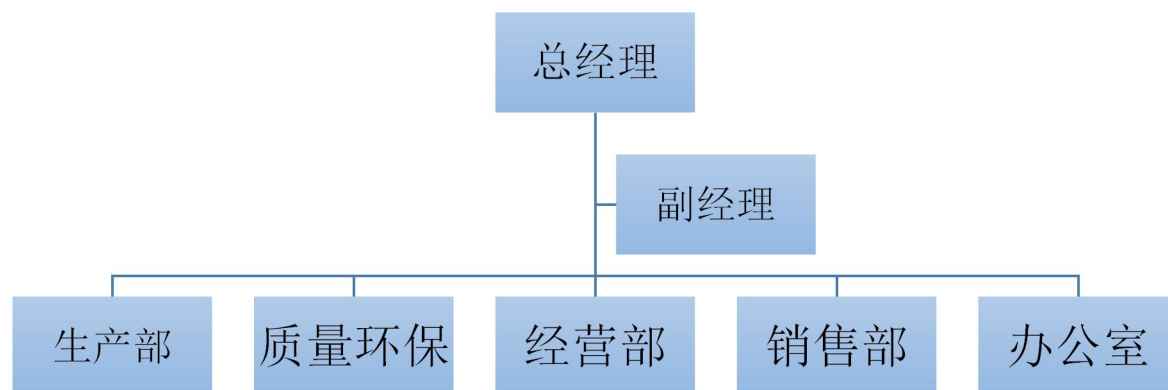 总经理
副经理
生产部
质量环保
经营部
销售部
办公室